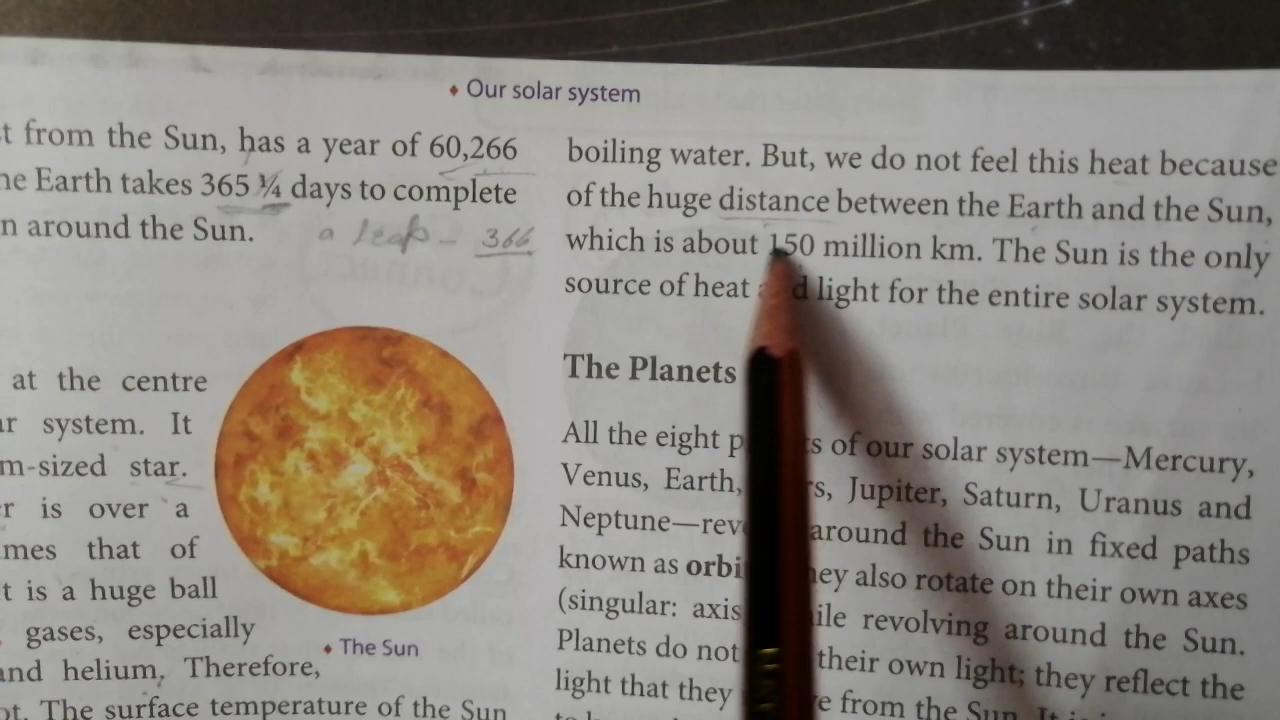 Our solar system
t from the Sun, has a year of 60,266
he Earth takes 365 ¼ days to complete
n around the Sun.
a leap - 366
at the centre
ar system. It
m-sized star.
r is over a
mes that of
t is a huge ball
gases, especially
and helium. Therefore,
ot. The surface temperature of the Sun
The Sun
boiling water. But, we do not feel this heat because
of the huge distance between the Earth and the Sun,
which is about 150 million km. The Sun is the only
source of heat light for the entire solar system.
The Planets
All the eight of our solar system—Mercury,
Venus, Earth, Jupiter, Saturn, Uranus and
Neptune— around the Sun in fixed paths
known as they also rotate on their own axes
(singular: axis while revolving around the Sun.
Planets do not their own light; they reflect the
light that they from the Sun. It is